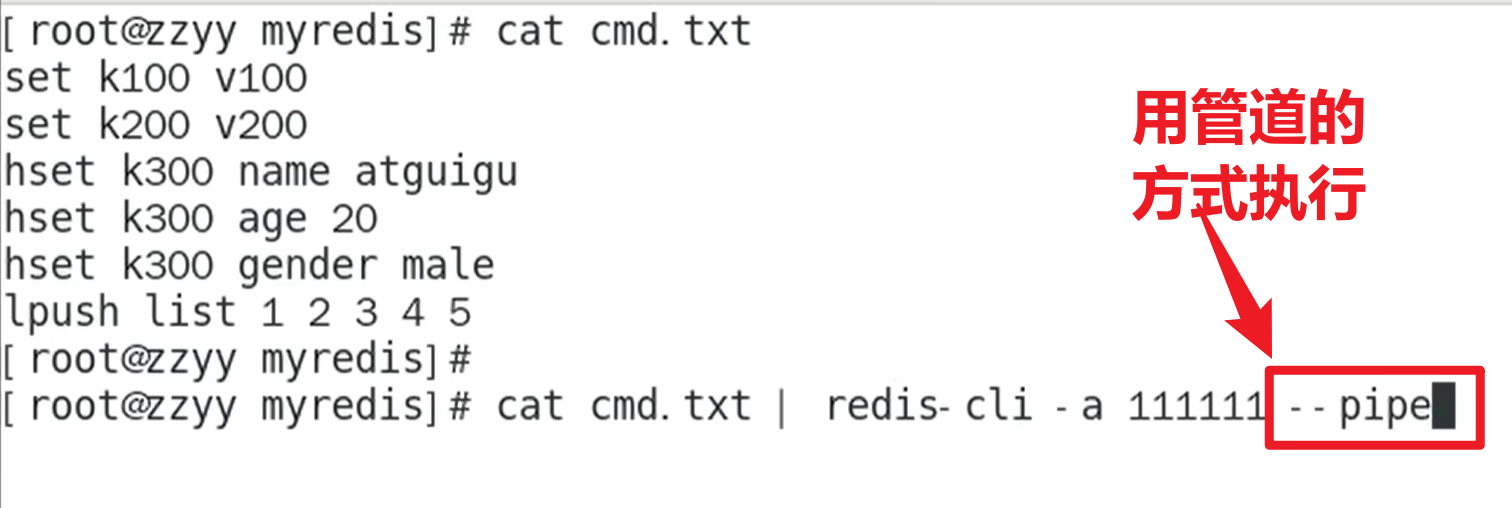 [root@zzyy myredis]# cat cmd.txt
set k100 v100
set k200 v200
hset k300 name atguigu
hset k300 age 20
hset k300 gender male
lpush list 1 2 3 4 5
[root@zzyy myredis]#
[root@zzyy myredis]# cat cmd.txt | redis-cli -a 111111 --pipe
用管道的
方式执行